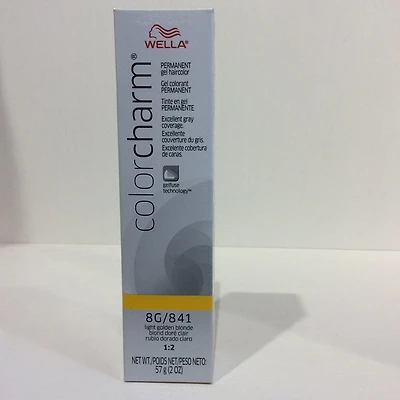 WELLA
colorcharm®
PERMANENT
gel haircolor
Gel colorant
PERMANENT
Tinte en gel
PERMANENTE
Excellent gray
coverage.
Excellente
couverture du gris.
Excelente cobertura
de canas.
gelfuse
technology™
8G/841
light golden blonde
blond doré clair
rubio dorado claro
1:2
NET WT./POIDS NET/PESO NETO:
57 g (2 OZ)